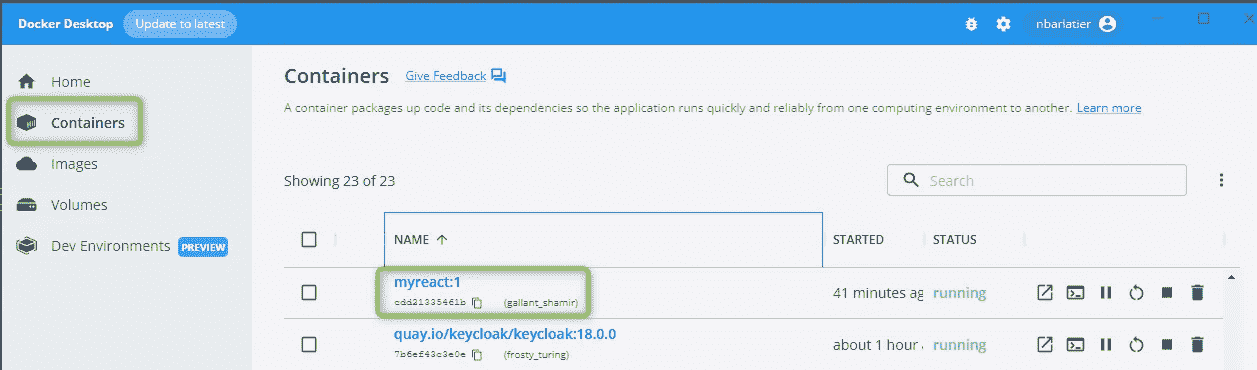 Docker Desktop Update to latest nbarlatier
Home
Containers
Images
Volumes
Dev Environments PREVIEW
Containers Give Feedback
A container packages up code and its dependencies so the application runs quickly and reliably from one computing environment to another. Learn more
Showing 23 of 23
Search
NAME STARTED STATUS
myreact:1
cdd21335461b (gallant_shamir)
41 minutes ag running
quay.io/keycloak/keycloak:18.0.0
7b6ef43c3e0e (frosty_turing)
about 1 hour running